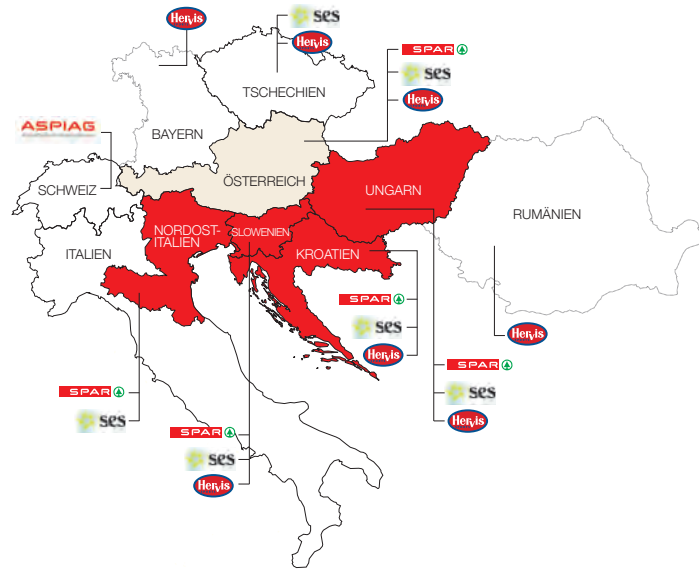 Hervis
ses
Hervis
TSCHECHIEN
SPAR
ses
Hervis
ASPIAG
BAYERN
SCHWEIZ
ÖSTERREICH
UNGARN
RUMÄNIEN
NORDOST-
ITALIEN
SLOWENIEN
KROATIEN
ITALIEN
SPAR
ses
Hervis
Hervis
SPAR
ses
Hervis
SPAR
ses
SPAR
ses
Hervis